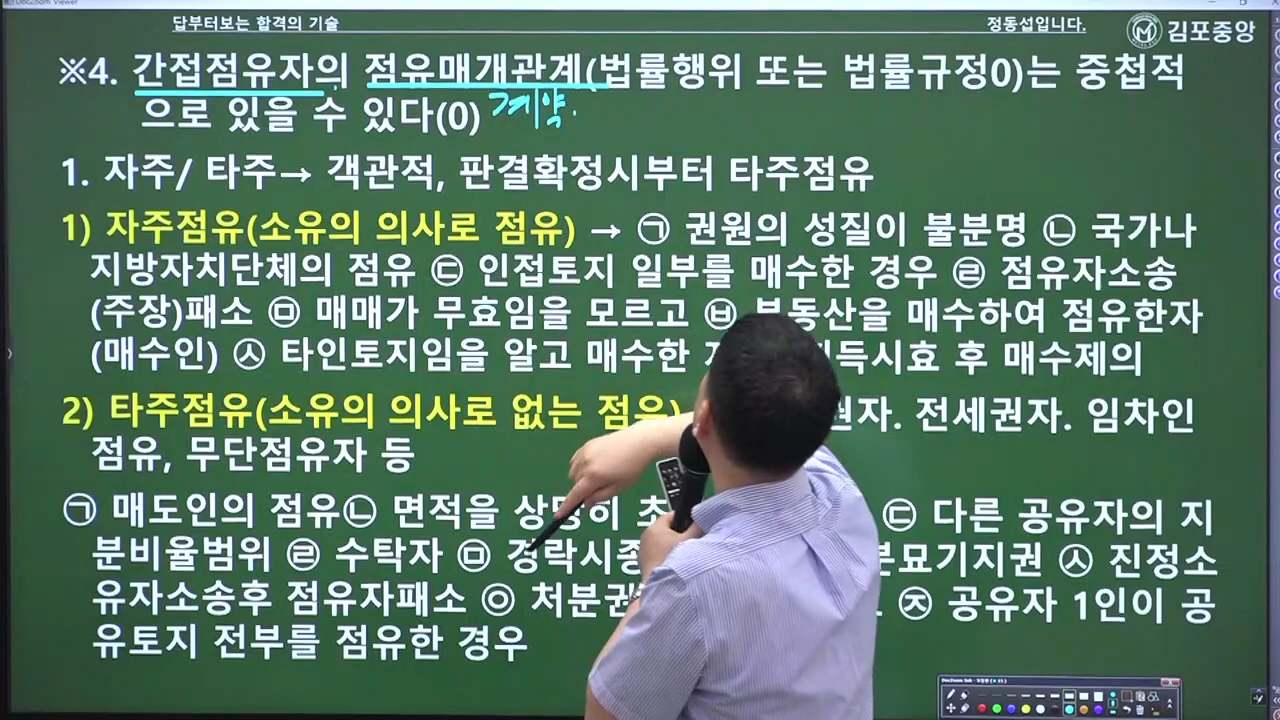 DocZoom Viewer
답부터보는 합격의 기술
정동섭입니다.
김포중앙
※4. 간접점유자의 점유매개관계(법률행위 또는 법률규정0)는 중첩적
으로 있을 수 있다(0) 계약.
1. 자주/ 타주→ 객관적, 판결확정시부터 타주점유
1) 자주점유(소유의 의사로 점유) → ㉠ 권원의 성질이 불분명 ㉡ 국가나
지방자치단체의 점유 ㉢ 인접토지 일부를 매수한 경우 ㉣ 점유자소송
(주장)패소 ㉤ 매매가 무효임을 모르고 ㉥ 부동산을 매수하여 점유한자
(매수인) ㉦ 타인토지임을 알고 매수한 득시효 후 매수제의
2) 타주점유(소유의 의사로 없는 점유) 권자. 전세권자. 임차인
점유, 무단점유자 등
㉠ 매도인의 점유㉡ 면적을 상당히 초 ㉢ 다른 공유자의 지
분비율범위 ㉣ 수탁자 ㉤ 경락시 분묘기지권 ㉦ 진정소
유자소송후 점유자패소 ㉧ 처분권 ㉨ 공유자 1인이 공
유토지 전부를 점유한 경우